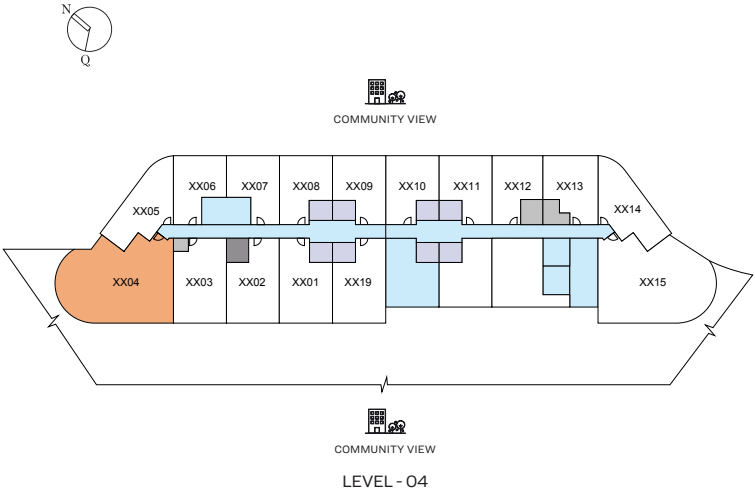 N
Q
COMMUNITY VIEW
XX06 XX07 XX08 XX09 XX10 XX11 XX12 XX13
XX05 XX14
XX04 XX03 XX02 XX01 XX19 XX15
COMMUNITY VIEW
LEVEL - 04